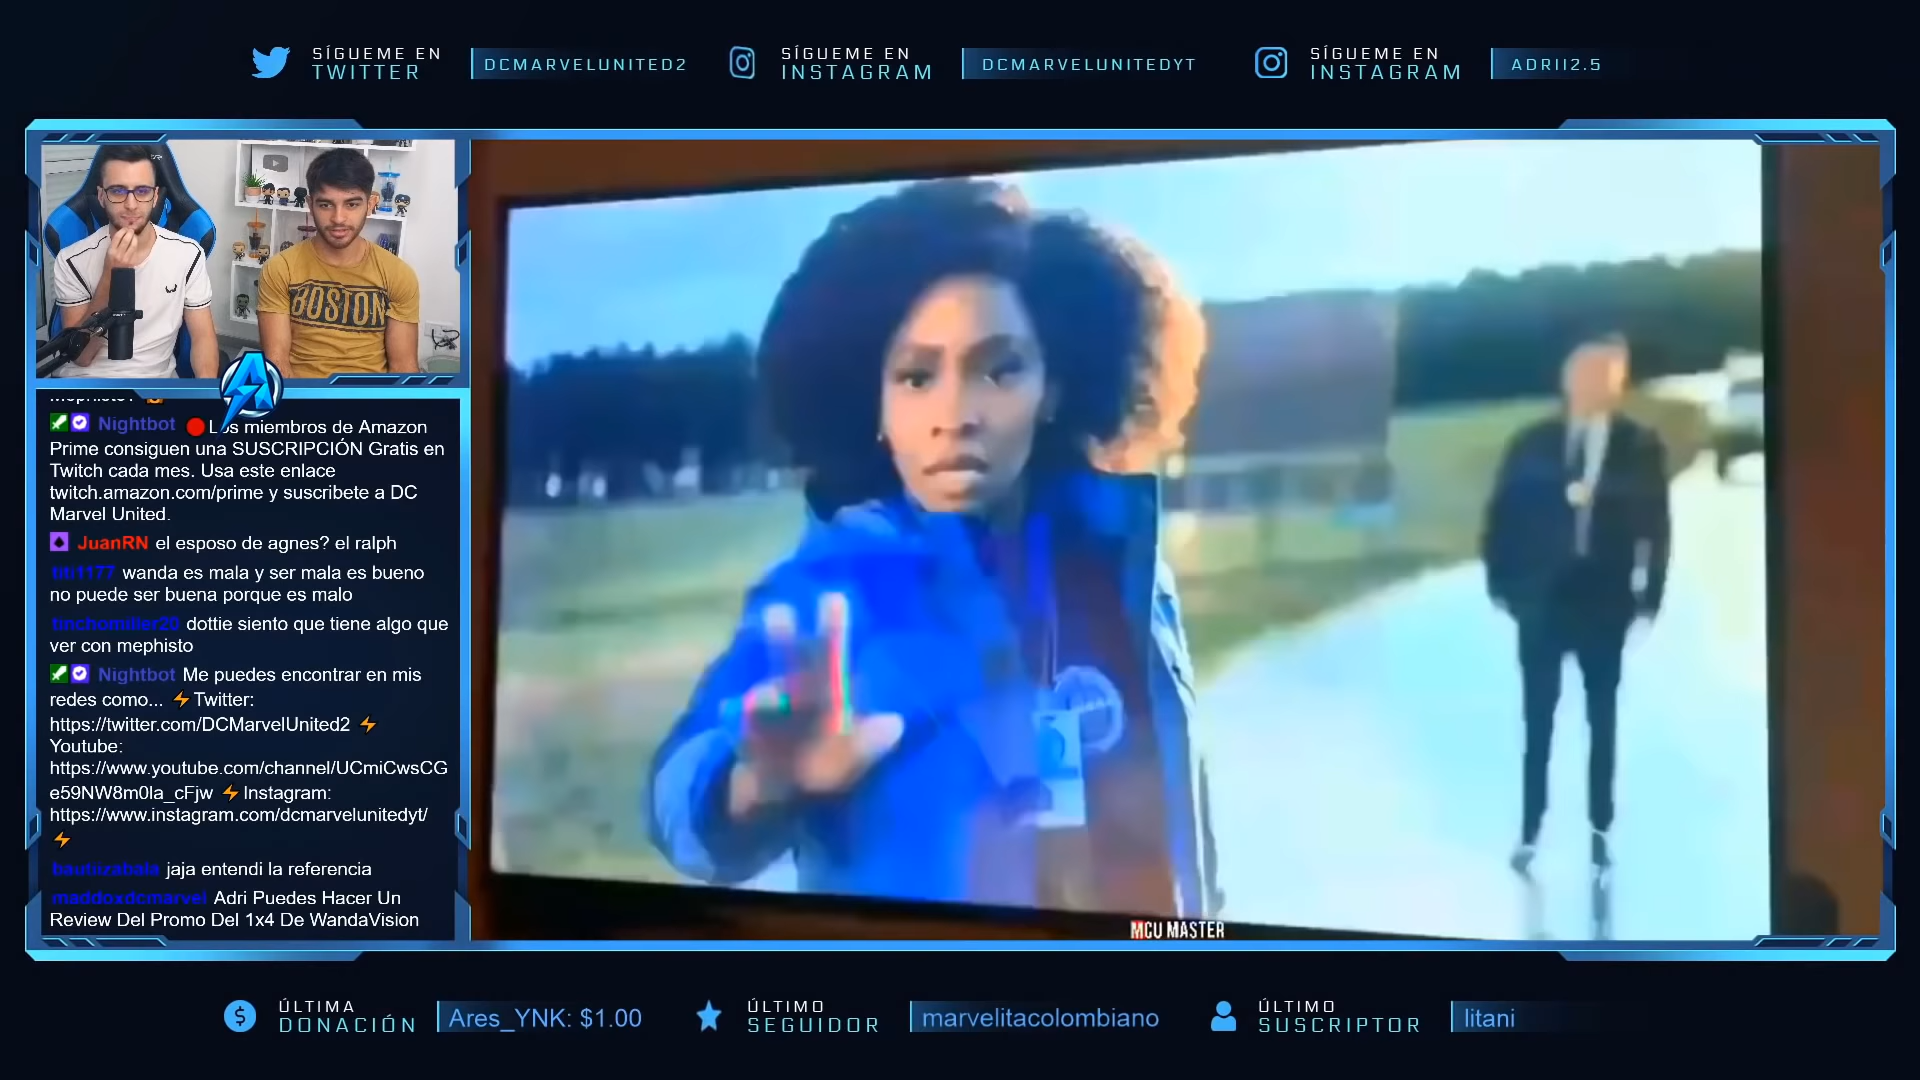 SÍGUEME EN
TWITTER
DCMARVELUNITED2
SÍGUEME EN
INSTAGRAM
DCMARVELUNITEDYT
SÍGUEME EN
INSTAGRAM
ADRII2.5
BOSTON
Nightbot 🔴Los miembros de Amazon
Prime consiguen una SUSCRIPCIÓN Gratis en
Twitch cada mes. Usa este enlace
twitch.amazon.com/prime y suscribete a DC
Marvel United.
JuanRN el esposo de agnes? el ralph
titi1177 wanda es mala y ser mala es bueno
no puede ser buena porque es malo
tinchomiller20 dottie siento que tiene algo que
ver con mephisto
Nightbot Me puedes encontrar en mis
redes como... ⚡Twitter:
https://twitter.com/DCMarvelUnited2 ⚡
Youtube:
https://www.youtube.com/channel/UCmiCwsCG
e59NW8m0la_cFjw ⚡Instagram:
https://www.instagram.com/dcmarvelunitedyt/
⚡
bautiizabala jaja entendi la referencia
maddoxdcmarvel Adri Puedes Hacer Un
Review Del Promo Del 1x4 De WandaVision
MCU MASTER
ÚLTIMA
DONACIÓN
Ares_YNK: $1.00
ÚLTIMO
SEGUIDOR
marvelitacolombiano
ÚLTIMO
SUSCRIPTOR
litani